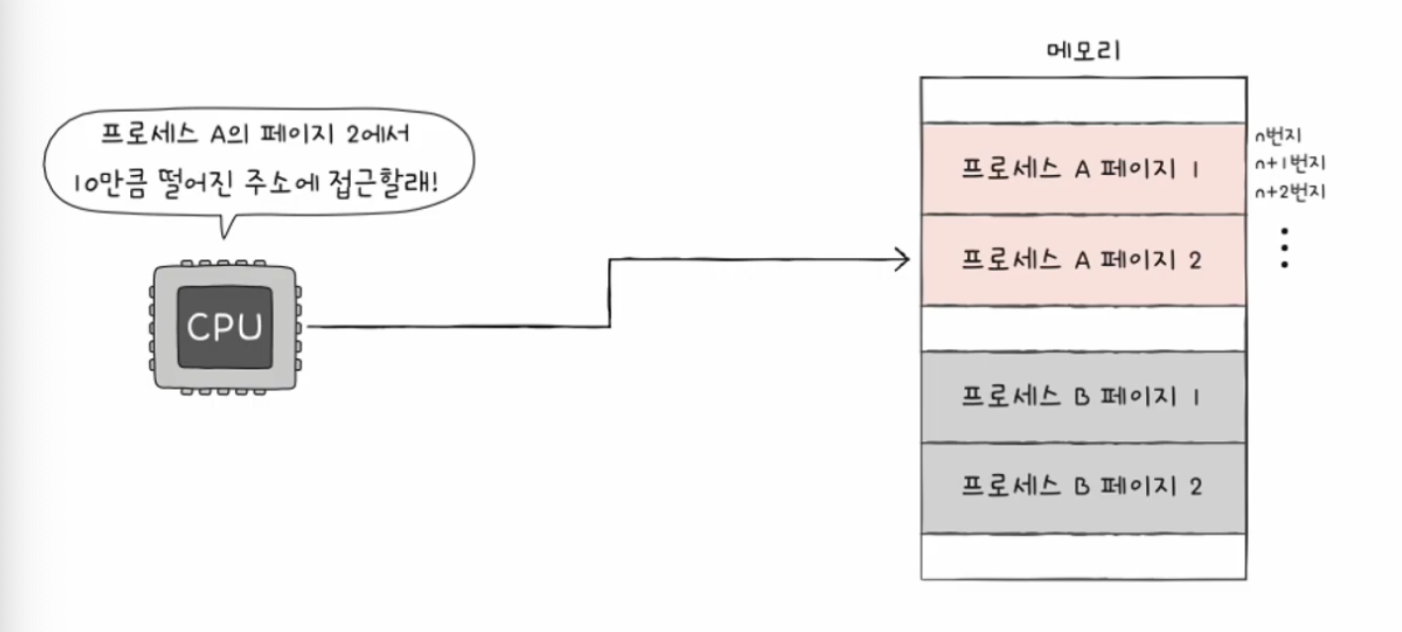 메모리
프로세스 A의 페이지 2에서
10만큼 떨어진 주소에 접근할래!
CPU
프로세스 A 페이지 1
n번지
n+1번지
n+2번지
프로세스 A 페이지 2
프로세스 B 페이지 1
프로세스 B 페이지 2